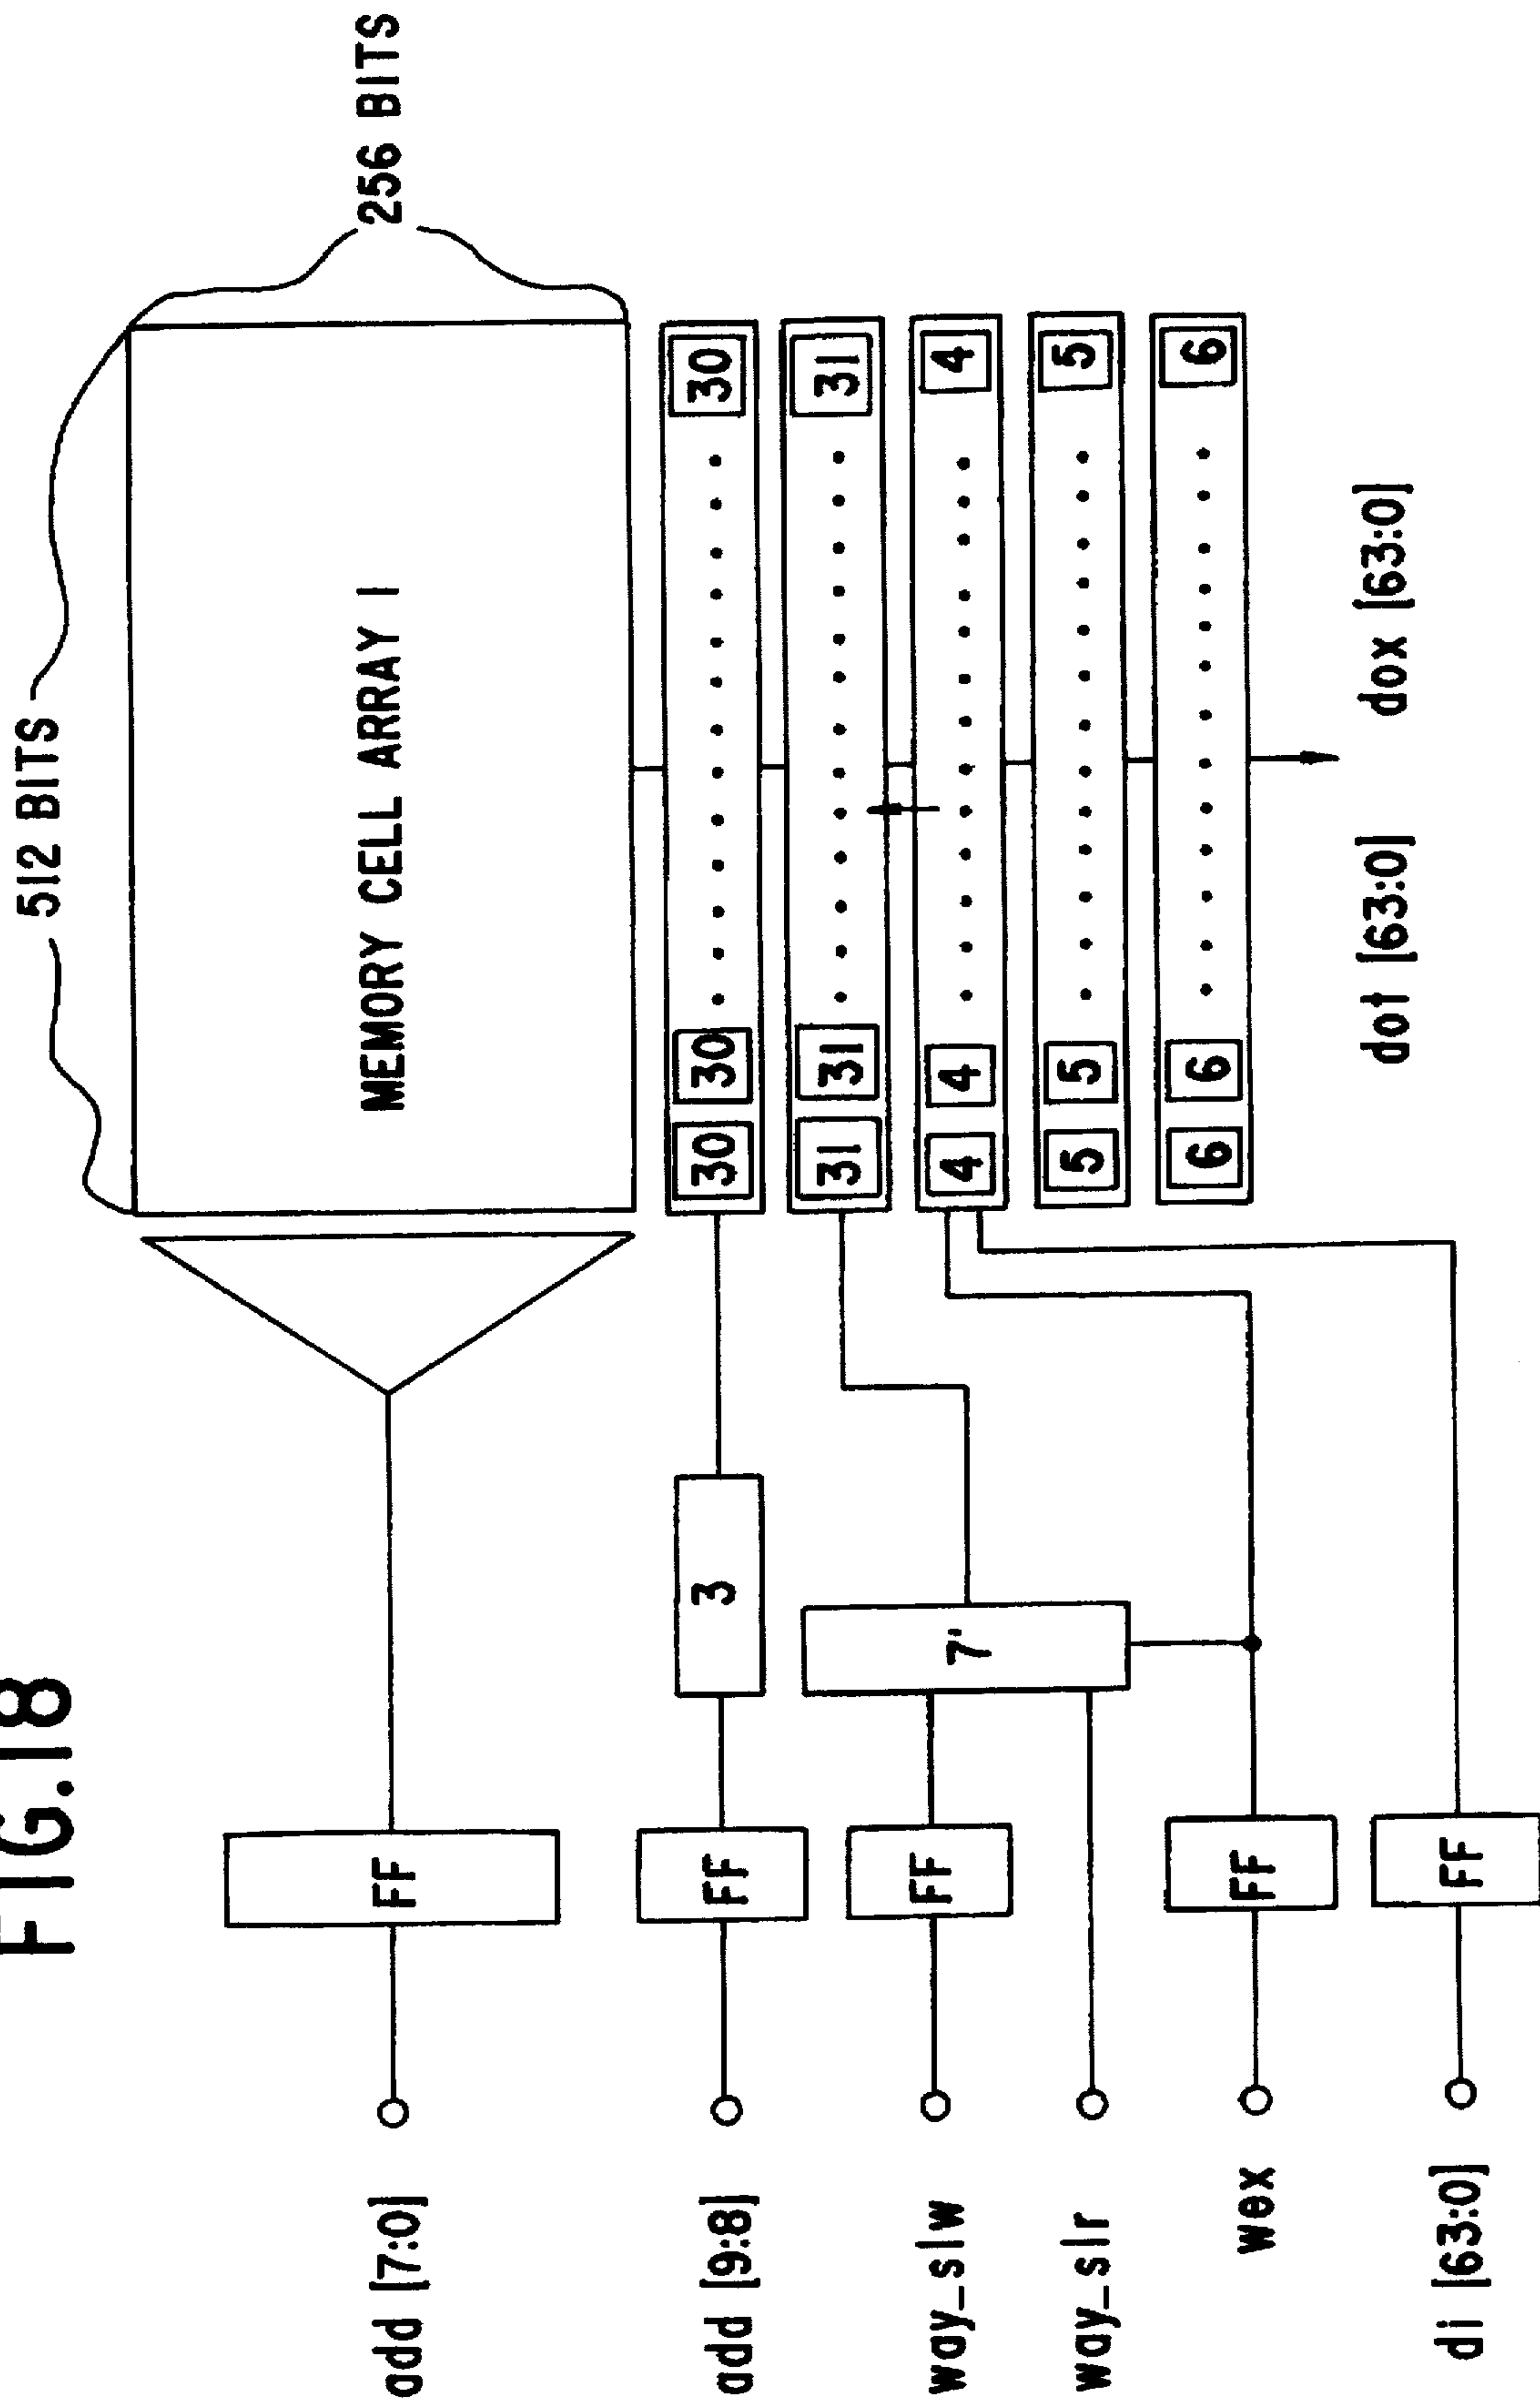 FIG.18
512 BITS
256 BITS
MEMORY CELL ARRAY 1
add [7:0]
FF
add [9:8]
FF
3
30 30 30
way_slw
FF
7'
31 31 31
way_slr
wex
FF
4 4 4
di [63:0]
FF
5 5 5
6 6 6
dot [63:0] dox [63:0]